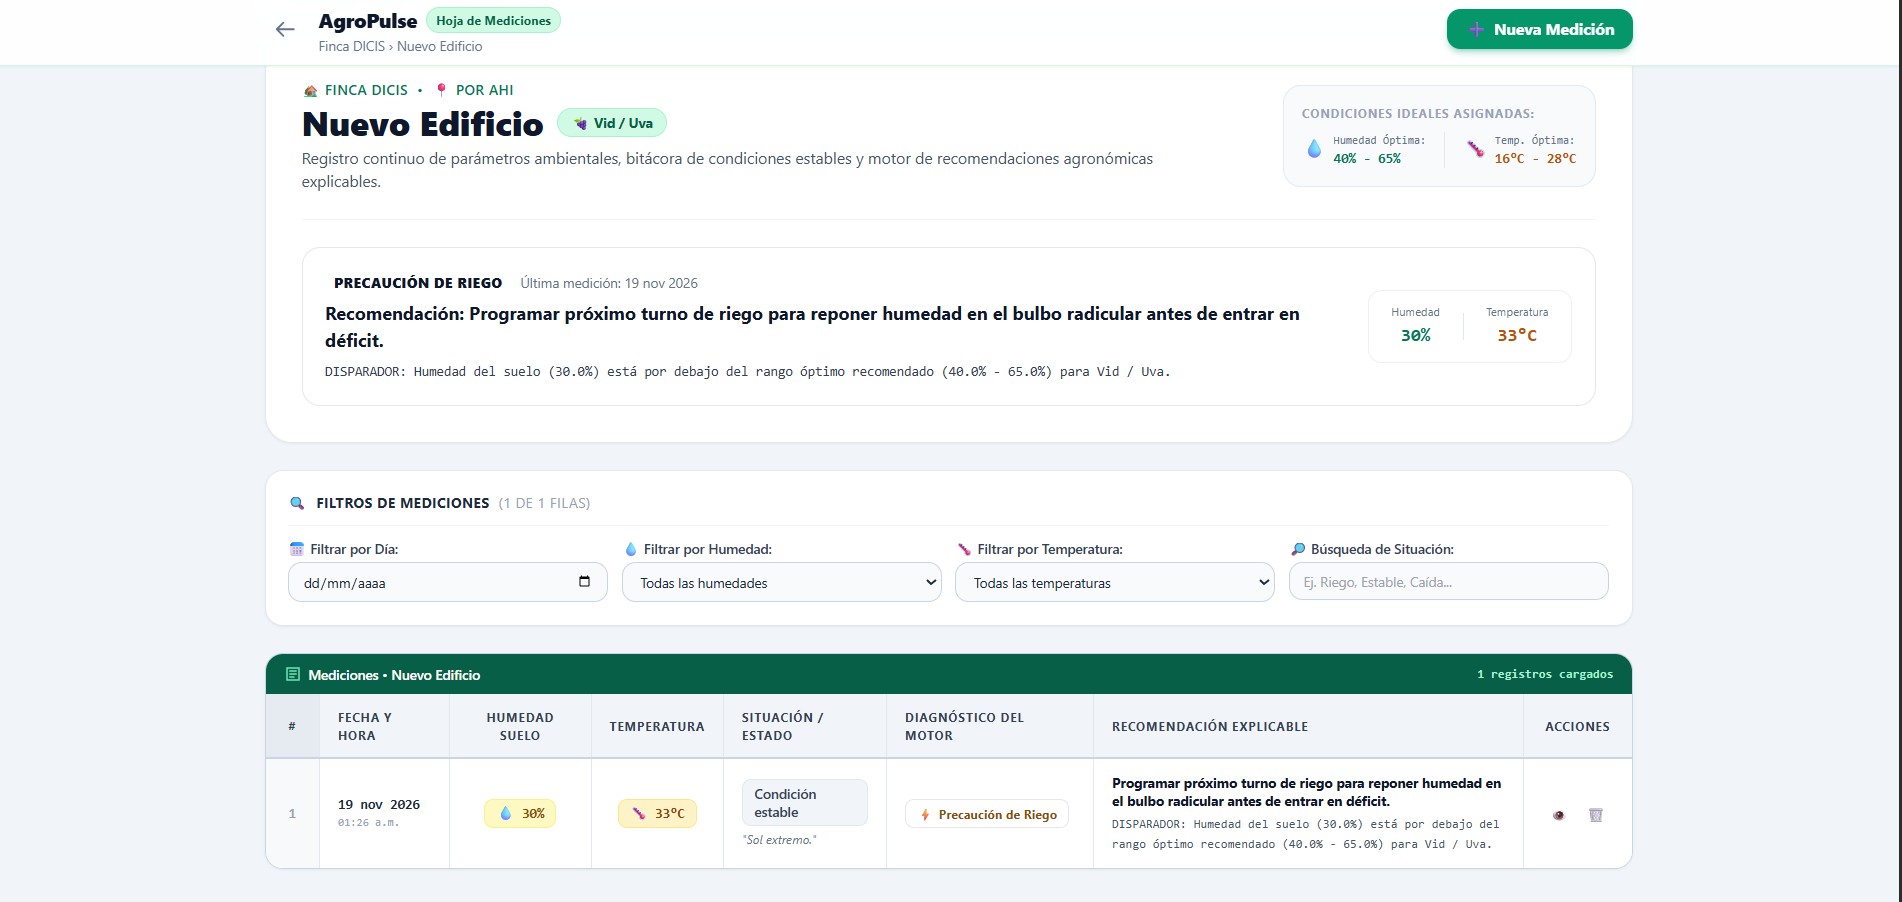 AgroPulse
Hoja de Mediciones
Finca DICIS › Nuevo Edificio
Nueva Medición
FINCA DICIS • POR AHI
Nuevo Edificio
Vid / Uva
Registro continuo de parámetros ambientales, bitácora de condiciones estables y motor de recomendaciones agronómicas
explicables.
CONDICIONES IDEALES ASIGNADAS:
Humedad Óptima:
40% - 65%
Temp. Óptima:
16°C - 28°C
PRECAUCIÓN DE RIEGO
Última medición: 19 nov 2026
Recomendación: Programar próximo turno de riego para reponer humedad en el bulbo radicular antes de entrar en
déficit.
DISPARADOR: Humedad del suelo (30.0%) está por debajo del rango óptimo recomendado (40.0% - 65.0%) para Vid / Uva.
Humedad
30%
Temperatura
33°C
FILTROS DE MEDICIONES (1 DE 1 FILAS)
Filtrar por Día:
dd/mm/aaaa
Filtrar por Humedad:
Todas las humedades
Filtrar por Temperatura:
Todas las temperaturas
Búsqueda de Situación:
Ej. Riego, Estable, Caída...
Mediciones • Nuevo Edificio
1 registros cargados
#
FECHA Y
HORA
HUMEDAD
SUELO
TEMPERATURA
SITUACIÓN /
ESTADO
DIAGNÓSTICO DEL
MOTOR
RECOMENDACIÓN EXPLICABLE
ACCIONES
1
19 nov 2026
01:26 a.m.
30%
33°C
Condición
estable
"Sol extremo."
Precaución de Riego
Programar próximo turno de riego para reponer humedad en
el bulbo radicular antes de entrar en déficit.
DISPARADOR: Humedad del suelo (30.0%) está por debajo del
rango óptimo recomendado (40.0% - 65.0%) para Vid / Uva.